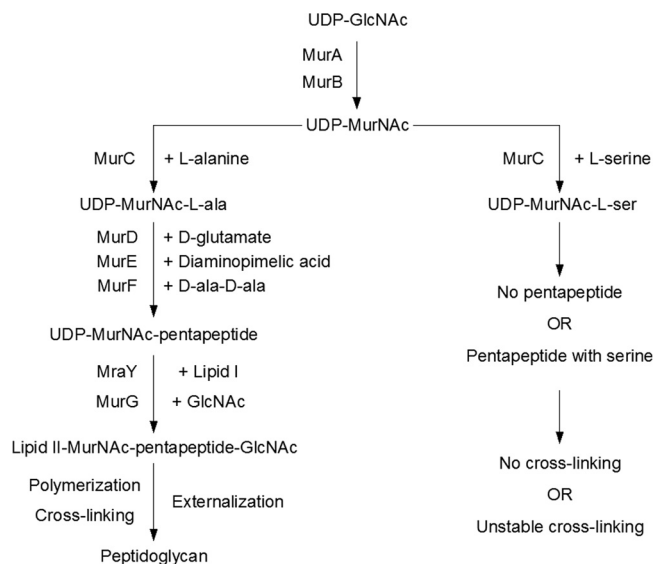 UDP-GlcNAc
MurA
MurB
UDP-MurNAc
MurC + L-alanine
UDP-MurNAc-L-ala
MurD + D-glutamate
MurE + Diaminopimelic acid
MurF + D-ala-D-ala
UDP-MurNAc-pentapeptide
MraY + Lipid I
MurG + GlcNAc
Lipid II-MurNAc-pentapeptide-GlcNAc
Polymerization
Cross-linking
Externalization
Peptidoglycan
MurC + L-serine
UDP-MurNAc-L-ser
No pentapeptide
OR
Pentapeptide with serine
No cross-linking
OR
Unstable cross-linking